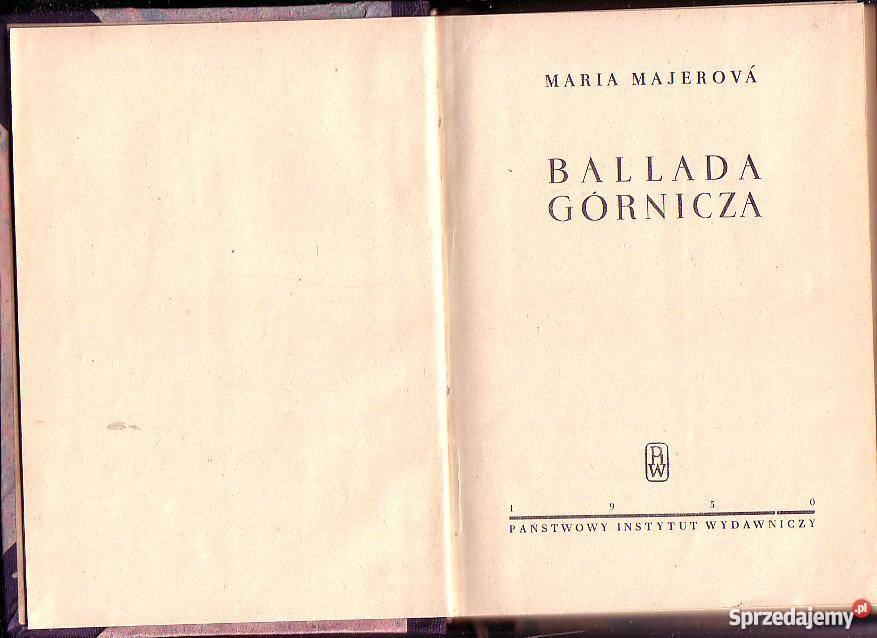 MARIA MAJEROVÁ
BALLADA
GÓRNICZA
PIW
1 9 5 0
PAŃSTWOWY INSTYTUT WYDAWNICZY
Sprzedajemy.pl